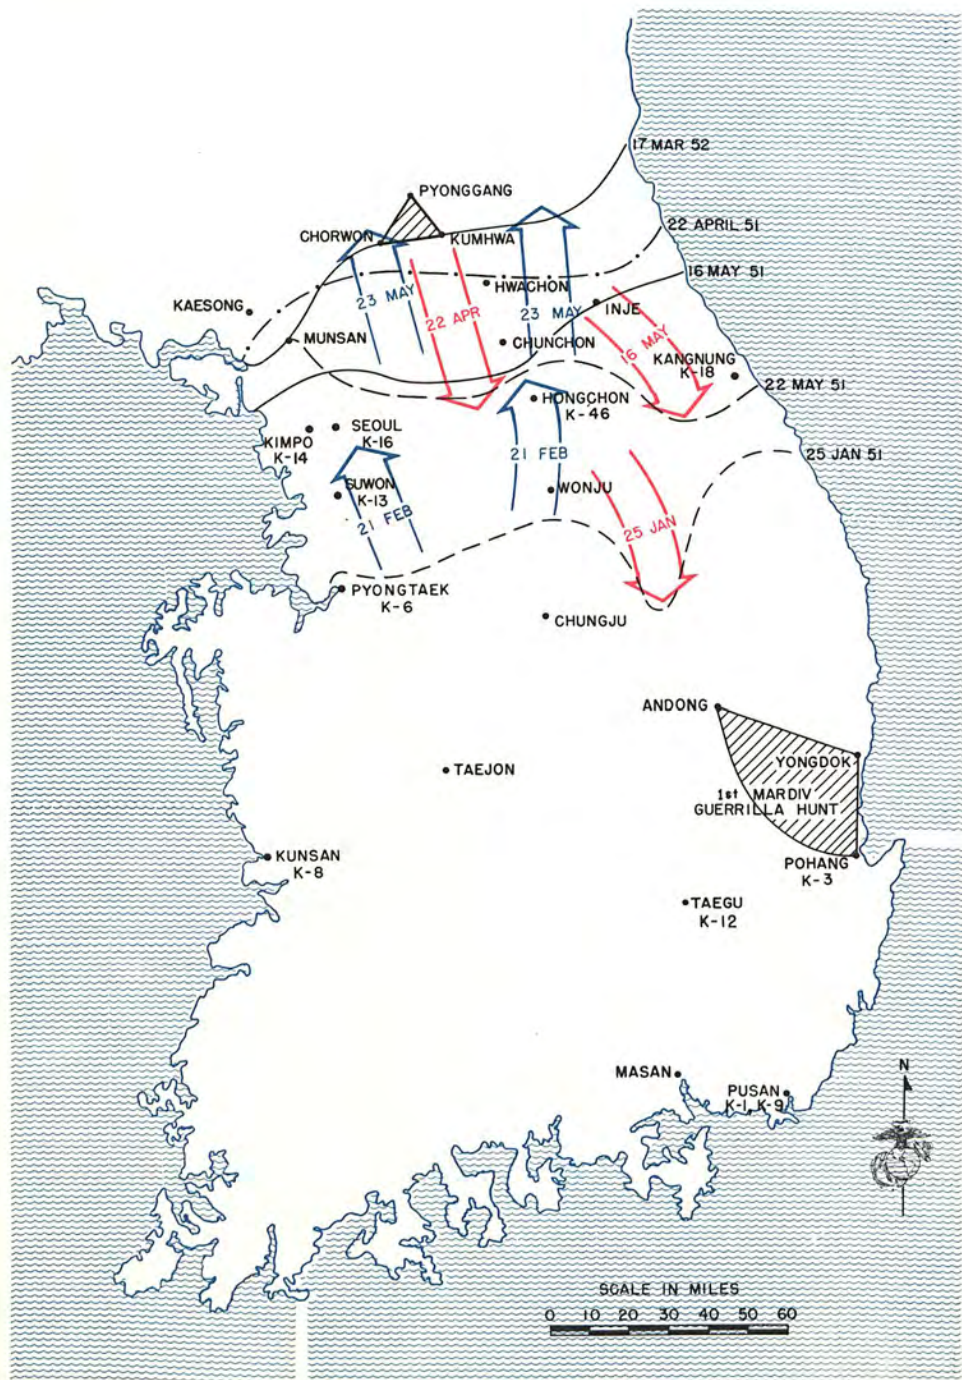 17 MAR 52
PYONGGANG
22 APRIL 51
CHORWON
KUMHWA
16 MAY 51
HWACHON
23 MAY
KAESONG
INJE
22 APR
23 MAY
MUNSAN
CHUNCHON
16 MAY
KANGNUNG
K-18
22 MAY 51
HONGCHON
K-46
SEOUL
K-16
KIMPO
K-14
21 FEB
25 JAN 51
SUWON
K-13
WONJU
21 FEB
25 JAN
PYONGTAEK
K-6
CHUNGJU
ANDONG
YONGDOK
TAEJON
1st MARDIV
GUERRILLA HUNT
KUNSAN
K-8
POHANG
K-3
TAEGU
K-12
MASAN
PUSAN
K-1, K-9
N
SCALE IN MILES
0 10 20 30 40 50 60